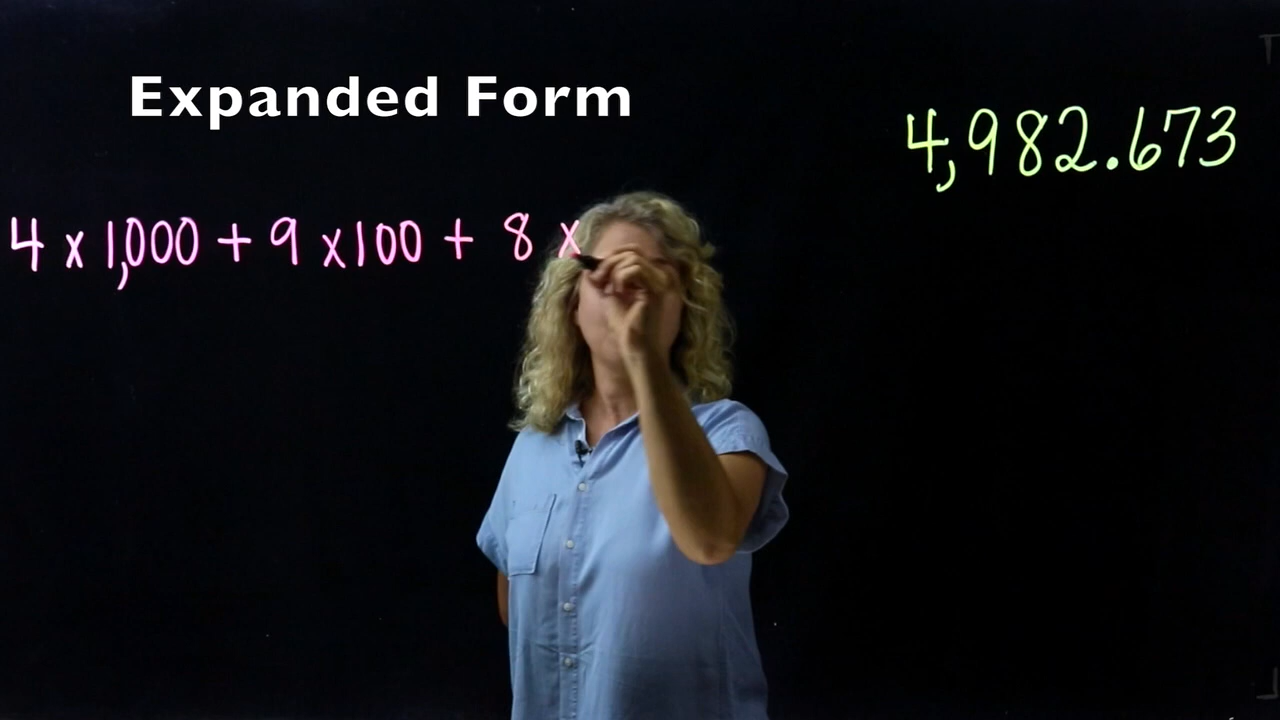 Expanded Form
4,982.673
4 x 1,000 + 9 x 100 + 8 x